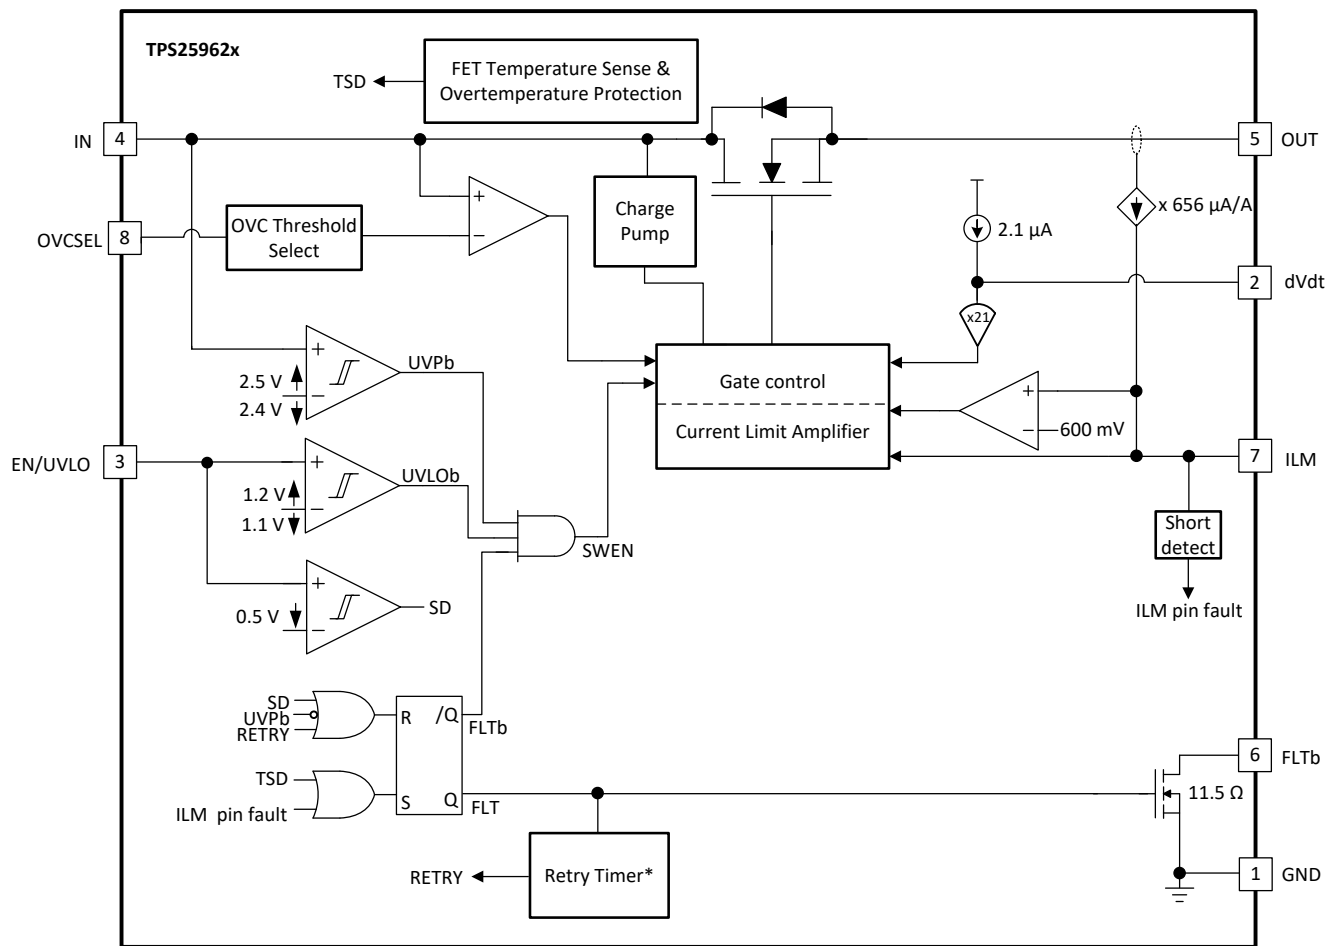 TPS25962x
TSD
FET Temperature Sense &
Overtemperature Protection
IN
4
5
OUT
OVCSEL
8
OVC Threshold
Select
+
−
Charge
Pump
2.1 µA
x 656 µA/A
2
dVdt
x21
+
−
2.5 V
2.4 V
UVPb
Gate control
Current Limit Amplifier
+
−
600 mV
EN/UVLO
3
7
ILM
+
−
1.2 V
1.1 V
UVLOb
SWEN
Short
detect
ILM pin fault
+
−
0.5 V
SD
SD
UVPb
RETRY
R
/Q
FLTb
TSD
ILM pin fault
S
Q
FLT
6
FLTb
11.5 Ω
RETRY
Retry Timer*
1
GND